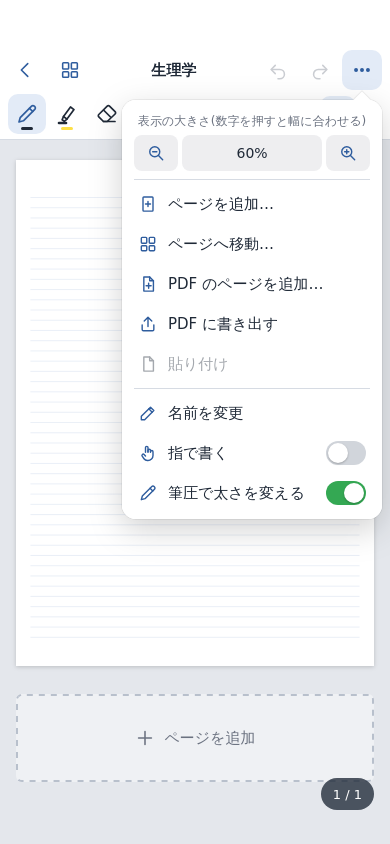 生理学
表示の大きさ(数字を押すと幅に合わせる)
60%
ページを追加…
ページへ移動…
PDF のページを追加…
PDF に書き出す
貼り付け
名前を変更
指で書く
筆圧で太さを変える
ページを追加
1 / 1